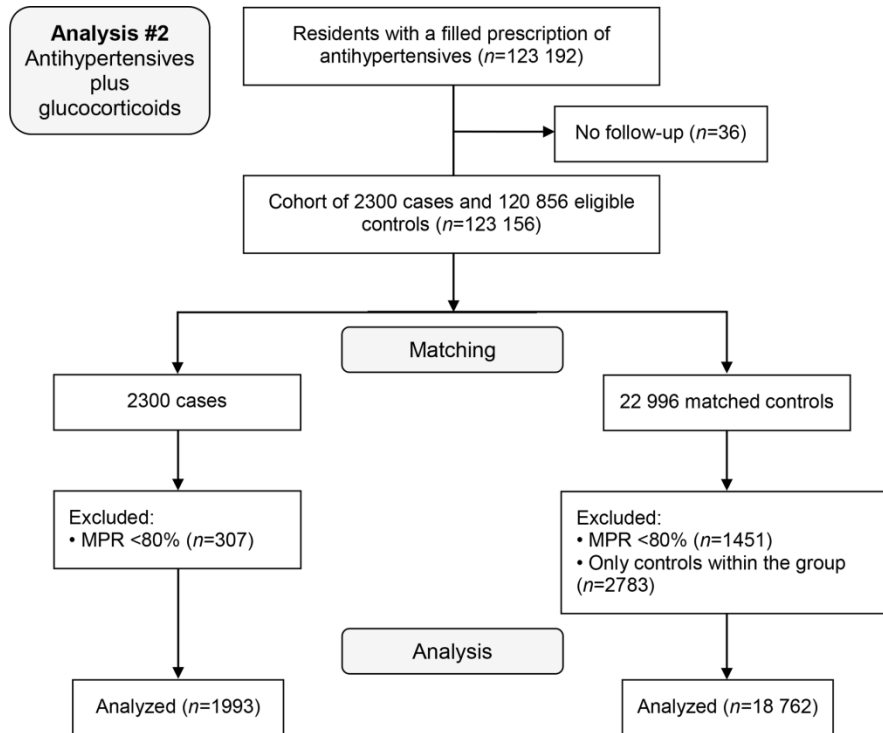 Analysis #2
Antihypertensives
plus
glucocorticoids
Residents with a filled prescription of
antihypertensives (n=123 192)
No follow-up (n=36)
Cohort of 2300 cases and 120 856 eligible
controls (n=123 156)
Matching
2300 cases
22 996 matched controls
Excluded:
• MPR <80% (n=307)
Excluded:
• MPR <80% (n=1451)
• Only controls within the group
(n=2783)
Analysis
Analyzed (n=1993)
Analyzed (n=18 762)